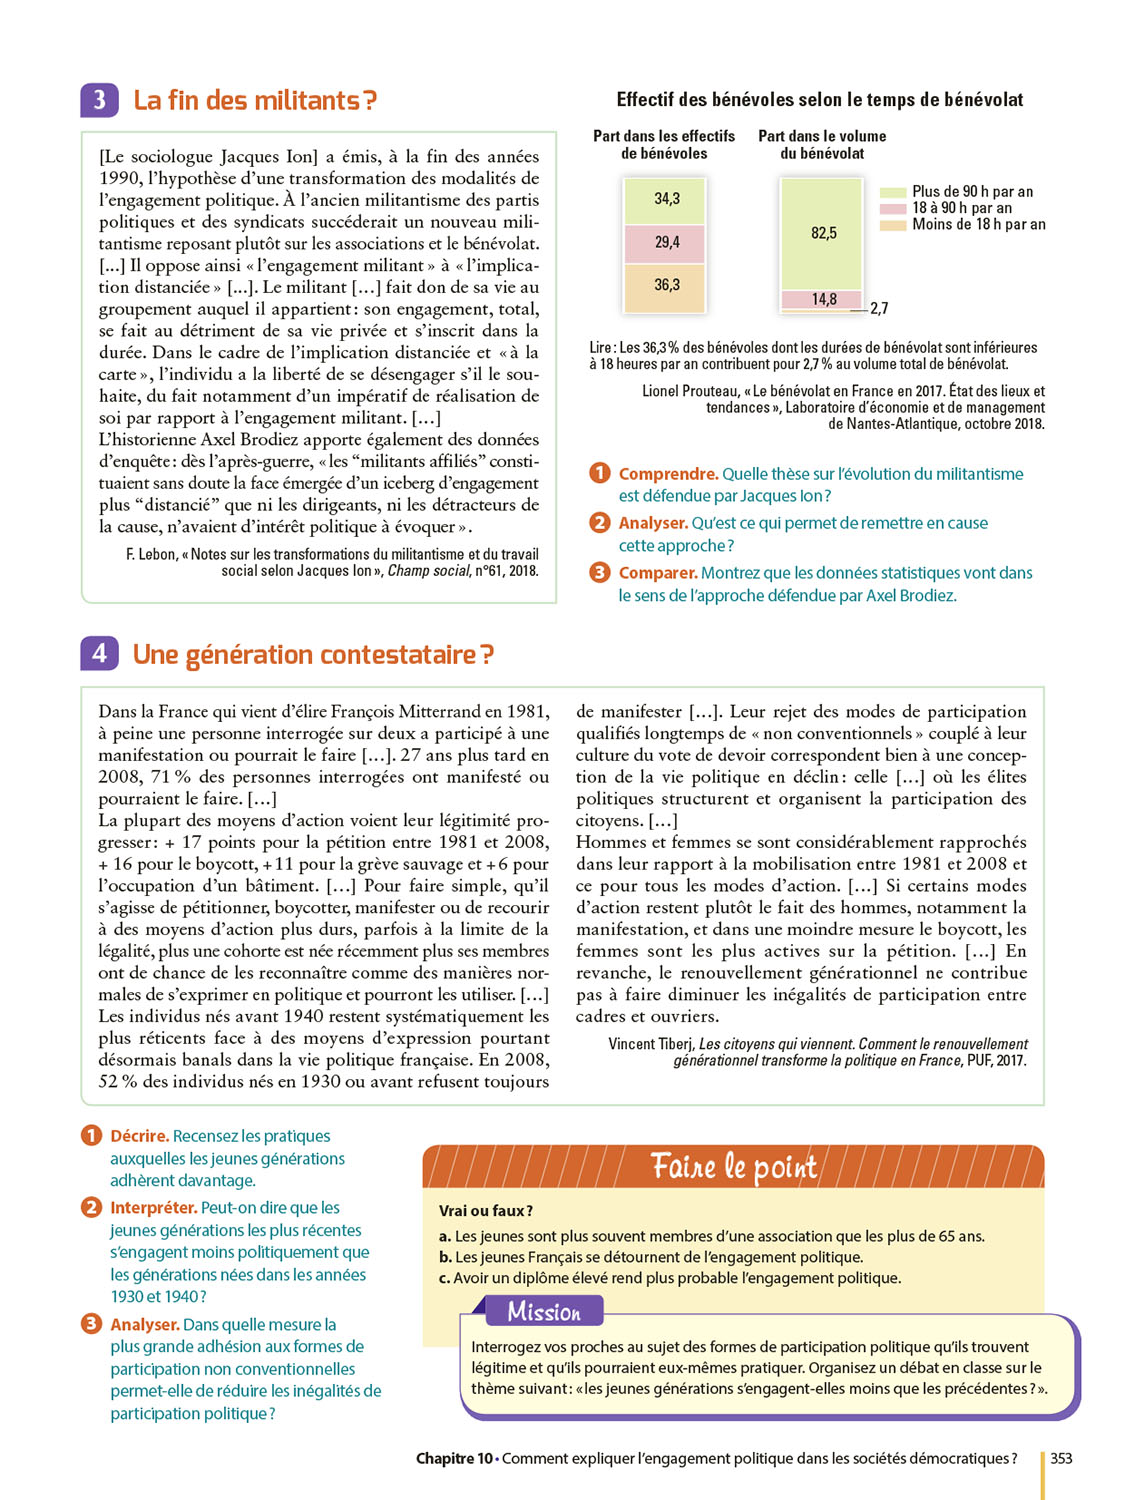 3 La fin des militants ?
[Le sociologue Jacques Ion] a émis, à la fin des années
1990, l’hypothèse d’une transformation des modalités de
l’engagement politique. À l’ancien militantisme des partis
politiques et des syndicats succéderait un nouveau mili-
tantisme reposant plutôt sur les associations et le bénévolat.
[...] Il oppose ainsi « l’engagement militant » à « l’implica-
tion distanciée » [...]. Le militant […] fait don de sa vie au
groupement auquel il appartient : son engagement, total,
se fait au détriment de sa vie privée et s’inscrit dans la
durée. Dans le cadre de l’implication distanciée et « à la
carte », l’individu a la liberté de se désengager s’il le sou-
haite, du fait notamment d’un impératif de réalisation de
soi par rapport à l’engagement militant. […]
L’historienne Axel Brodiez apporte également des données
d’enquête : dès l’après-guerre, « les “militants affiliés” consti-
tuaient sans doute la face émergée d’un iceberg d’engagement
plus “distancié” que ni les dirigeants, ni les détracteurs de
la cause, n’avaient d’intérêt politique à évoquer ».
F. Lebon, « Notes sur les transformations du militantisme et du travail
social selon Jacques Ion », Champ social, n°61, 2018.
Effectif des bénévoles selon le temps de bénévolat
Part dans les effectifs
de bénévoles
Part dans le volume
du bénévolat
34,3
29,4
36,3
82,5
14,8
2,7
Plus de 90 h par an
18 à 90 h par an
Moins de 18 h par an
Lire : Les 36,3 % des bénévoles dont les durées de bénévolat sont inférieures
à 18 heures par an contribuent pour 2,7 % au volume total de bénévolat.
Lionel Prouteau, « Le bénévolat en France en 2017. État des lieux et
tendances », Laboratoire d’économie et de management
de Nantes-Atlantique, octobre 2018.
1 Comprendre. Quelle thèse sur l’évolution du militantisme
est défendue par Jacques Ion ?
2 Analyser. Qu’est ce qui permet de remettre en cause
cette approche ?
3 Comparer. Montrez que les données statistiques vont dans
le sens de l’approche défendue par Axel Brodiez.
4 Une génération contestataire ?
Dans la France qui vient d’élire François Mitterrand en 1981,
à peine une personne interrogée sur deux a participé à une
manifestation ou pourrait le faire […]. 27 ans plus tard en
2008, 71 % des personnes interrogées ont manifesté ou
pourraient le faire. […]
La plupart des moyens d’action voient leur légitimité pro-
gresser : + 17 points pour la pétition entre 1981 et 2008,
+ 16 pour le boycott, + 11 pour la grève sauvage et + 6 pour
l’occupation d’un bâtiment. […] Pour faire simple, qu’il
s’agisse de pétitionner, boycotter, manifester ou de recourir
à des moyens d’action plus durs, parfois à la limite de la
légalité, plus une cohorte est née récemment plus ses membres
ont de chance de les reconnaître comme des manières nor-
males de s’exprimer en politique et pourront les utiliser. […]
Les individus nés avant 1940 restent systématiquement les
plus réticents face à des moyens d’expression pourtant
désormais banals dans la vie politique française. En 2008,
52 % des individus nés en 1930 ou avant refusent toujours
de manifester […]. Leur rejet des modes de participation
qualifiés longtemps de « non conventionnels » couplé à leur
culture du vote de devoir correspondent bien à une concep-
tion de la vie politique en déclin : celle […] où les élites
politiques structurent et organisent la participation des
citoyens. […]
Hommes et femmes se sont considérablement rapprochés
dans leur rapport à la mobilisation entre 1981 et 2008 et
ce pour tous les modes d’action. […] Si certains modes
d’action restent plutôt le fait des hommes, notamment la
manifestation, et dans une moindre mesure le boycott, les
femmes sont les plus actives sur la pétition. […] En
revanche, le renouvellement générationnel ne contribue
pas à faire diminuer les inégalités de participation entre
cadres et ouvriers.
Vincent Tiberj, Les citoyens qui viennent. Comment le renouvellement
générationnel transforme la politique en France, PUF, 2017.
1 Décrire. Recensez les pratiques
auxquelles les jeunes générations
adhèrent davantage.
2 Interpréter. Peut-on dire que les
jeunes générations les plus récentes
s’engagent moins politiquement que
les générations nées dans les années
1930 et 1940 ?
3 Analyser. Dans quelle mesure la
plus grande adhésion aux formes de
participation non conventionnelles
permet-elle de réduire les inégalités de
participation politique ?
Faire le point
Vrai ou faux ?
a. Les jeunes sont plus souvent membres d’une association que les plus de 65 ans.
b. Les jeunes Français se détournent de l’engagement politique.
c. Avoir un diplôme élevé rend plus probable l’engagement politique.
Mission
Interrogez vos proches au sujet des formes de participation politique qu’ils trouvent
légitime et qu’ils pourraient eux-mêmes pratiquer. Organisez un débat en classe sur le
thème suivant : « les jeunes générations s’engagent-elles moins que les précédentes ? ».
Chapitre 10 • Comment expliquer l’engagement politique dans les sociétés démocratiques ? 353